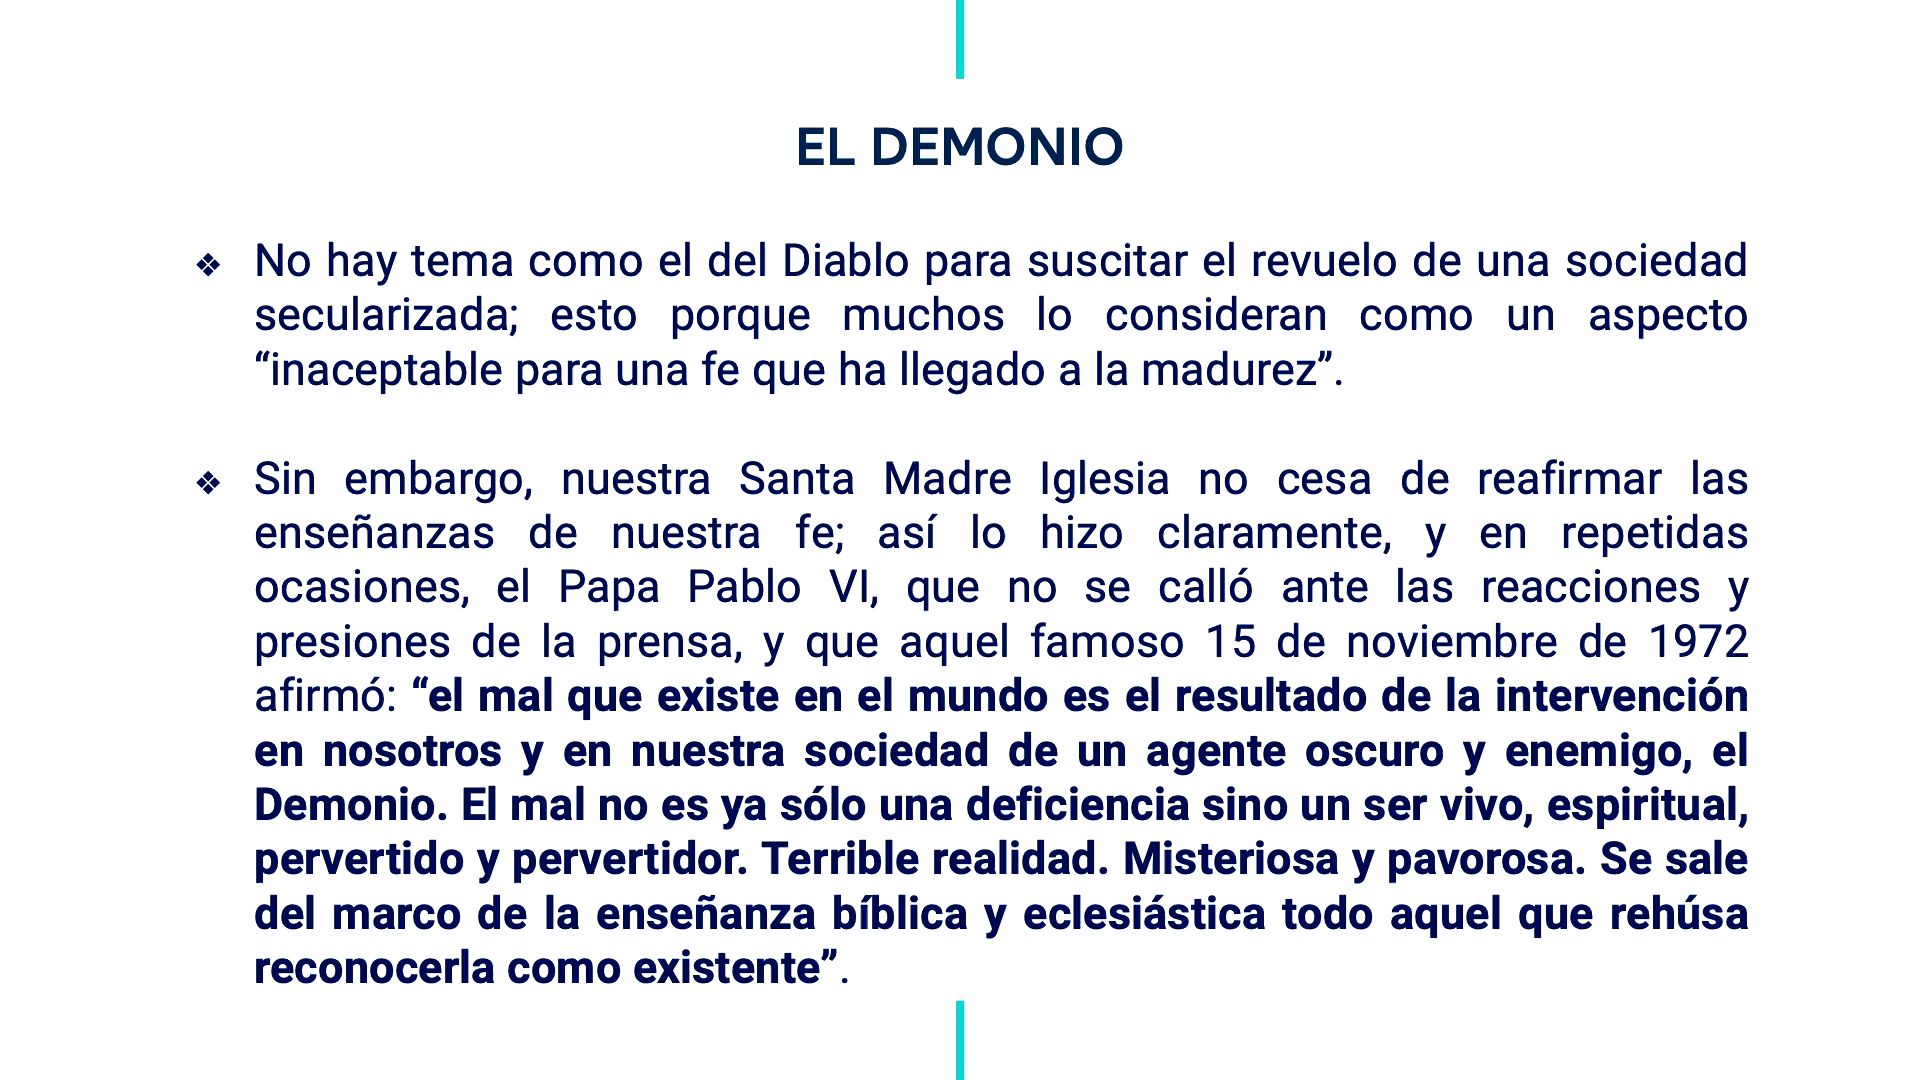 EL DEMONIO
❖ No hay tema como el del Diablo para suscitar el revuelo de una sociedad
secularizada; esto porque muchos lo consideran como un aspecto
“inaceptable para una fe que ha llegado a la madurez”.
❖ Sin embargo, nuestra Santa Madre Iglesia no cesa de reafirmar las
enseñanzas de nuestra fe; así lo hizo claramente, y en repetidas
ocasiones, el Papa Pablo VI, que no se calló ante las reacciones y
presiones de la prensa, y que aquel famoso 15 de noviembre de 1972
afirmó: “el mal que existe en el mundo es el resultado de la intervención
en nosotros y en nuestra sociedad de un agente oscuro y enemigo, el
Demonio. El mal no es ya sólo una deficiencia sino un ser vivo, espiritual,
pervertido y pervertidor. Terrible realidad. Misteriosa y pavorosa. Se sale
del marco de la enseñanza bíblica y eclesiástica todo aquel que rehúsa
reconocerla como existente”.